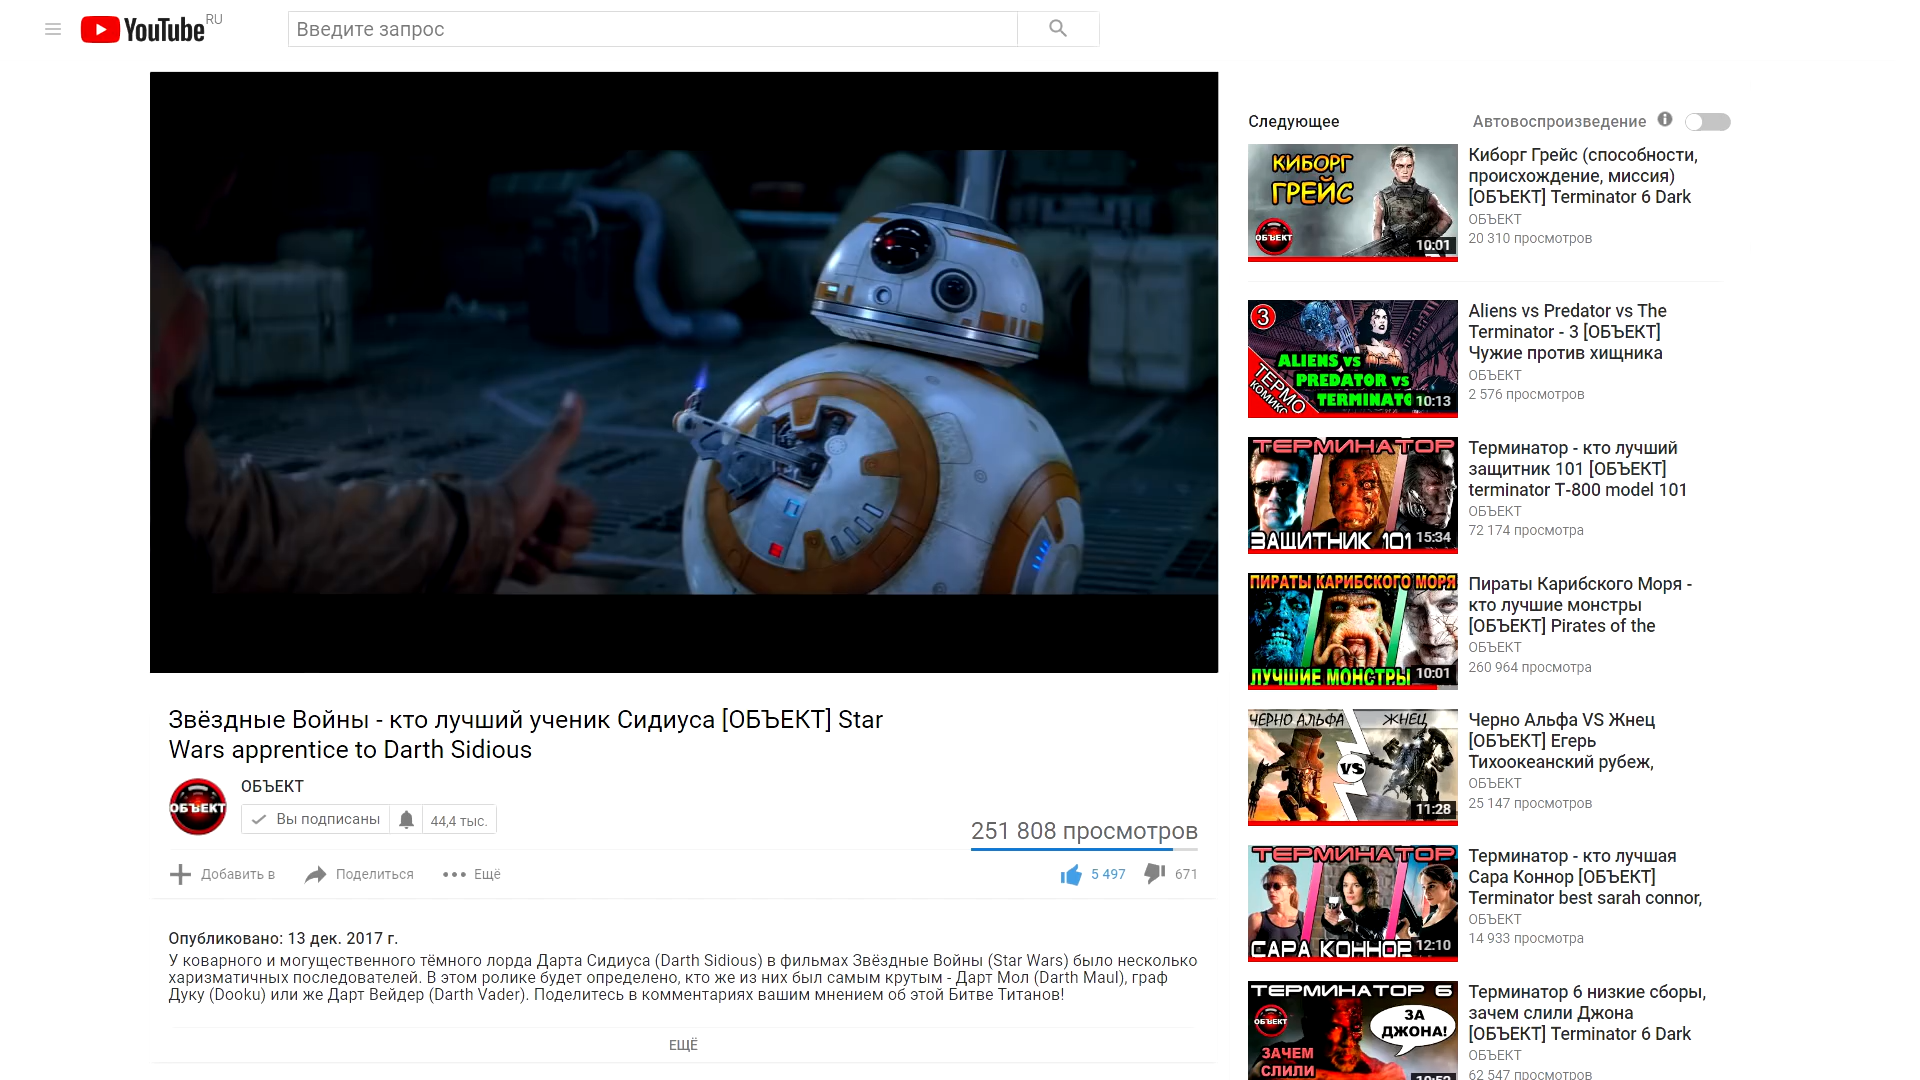 YouTube
RU
Введите запрос
Следующее
Автовоспроизведение
КИБОРГ
ГРЕЙС
ОБЪЕКТ
10:01
Киборг Грейс (способности,
происхождение, миссия)
[ОБЪЕКТ] Terminator 6 Dark
ОБЪЕКТ
20 310 просмотров
3
ALIENS VS
PREDATOR VS
TERMINATO
ТЕРМО
КОМИКС
10:13
Aliens vs Predator vs The
Terminator - 3 [ОБЪЕКТ]
Чужие против хищника
ОБЪЕКТ
2 576 просмотров
ТЕРМИНАТОР
ЗАЩИТНИК 101
15:34
Терминатор - кто лучший
защитник 101 [ОБЪЕКТ]
terminator T-800 model 101
ОБЪЕКТ
72 174 просмотра
ПИРАТЫ КАРИБСКОГО МОРЯ
ЛУЧШИЕ МОНСТРЫ
10:01
Пираты Карибского Моря -
кто лучшие монстры
[ОБЪЕКТ] Pirates of the
ОБЪЕКТ
260 964 просмотра
ЧЕРНО АЛЬФА
ЖНЕЦ
VS
11:28
Черно Альфа VS Жнец
[ОБЪЕКТ] Егерь
Тихоокеанский рубеж,
ОБЪЕКТ
25 147 просмотров
ТЕРМИНАТОР
САРА КОННОР
12:10
Терминатор - кто лучшая
Сара Коннор [ОБЪЕКТ]
Terminator best sarah connor,
ОБЪЕКТ
14 933 просмотра
ТЕРМИНАТОР 6
ОБЪЕКТ
ЗА
ДЖОНА!
ЗАЧЕМ
СЛИЛИ
Терминатор 6 низкие сборы,
зачем слили Джона
[ОБЪЕКТ] Terminator 6 Dark
ОБЪЕКТ
62 547 просмотров
Звёздные Войны - кто лучший ученик Сидиуса [ОБЪЕКТ] Star
Wars apprentice to Darth Sidious
ОБЪЕКТ
ОБЪЕКТ
Вы подписаны
44,4 тыс.
251 808 просмотров
Добавить в
Поделиться
Ещё
5 497
671
Опубликовано: 13 дек. 2017 г.
У коварного и могущественного тёмного лорда Дарта Сидиуса (Darth Sidious) в фильмах Звёздные Войны (Star Wars) было несколько
харизматичных последователей. В этом ролике будет определено, кто же из них был самым крутым - Дарт Мол (Darth Maul), граф
Дуку (Dooku) или же Дарт Вейдер (Darth Vader). Поделитесь в комментариях вашим мнением об этой Битве Титанов!
ЕЩЁ